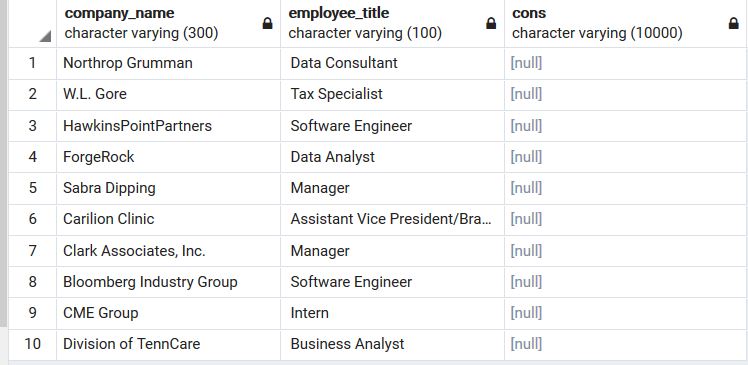 company_name employee_title cons
character varying (300) character varying (100) character varying (10000)
1 Northrop Grumman Data Consultant [null]
2 W.L. Gore Tax Specialist [null]
3 HawkinsPointPartners Software Engineer [null]
4 ForgeRock Data Analyst [null]
5 Sabra Dipping Manager [null]
6 Carilion Clinic Assistant Vice President/Bra... [null]
7 Clark Associates, Inc. Manager [null]
8 Bloomberg Industry Group Software Engineer [null]
9 CME Group Intern [null]
10 Division of TennCare Business Analyst [null]